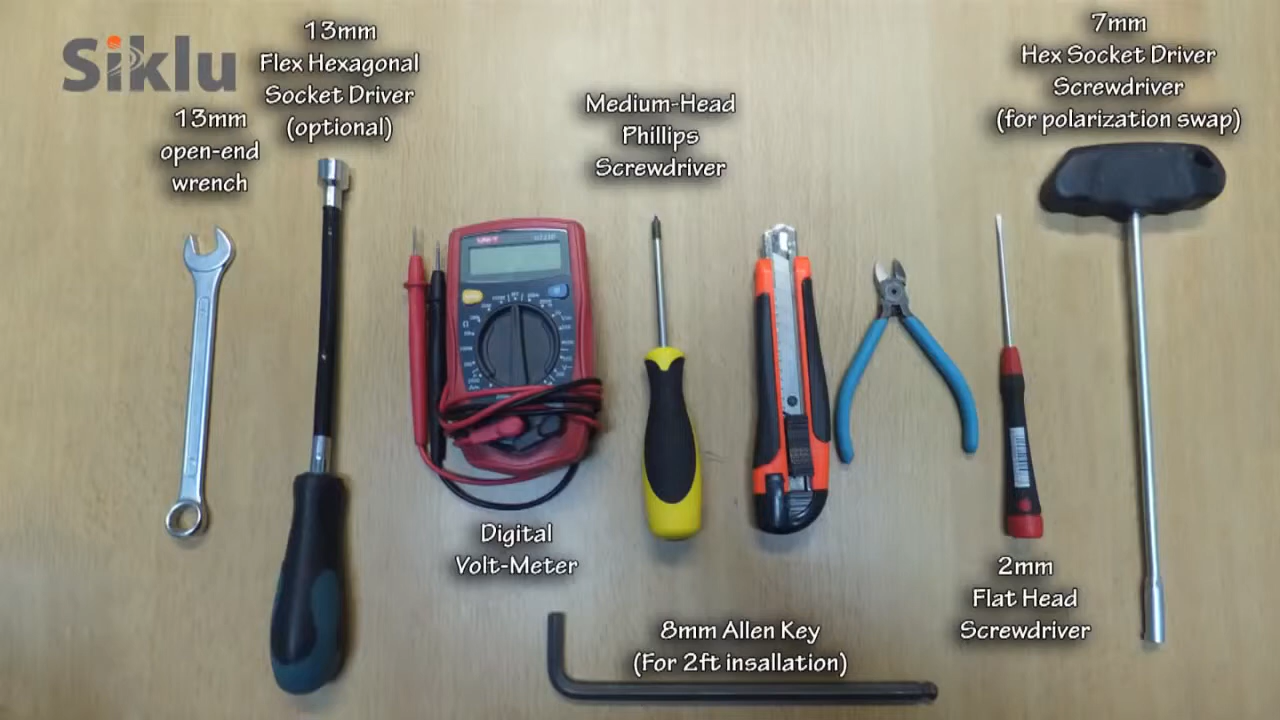 Siklu
13mm
open-end
wrench
13mm
Flex Hexagonal
Socket Driver
(optional)
Digital
Volt-Meter
UNI-T
Medium-Head
Phillips
Screwdriver
8mm Allen Key
(For 2ft insallation)
2mm
Flat Head
Screwdriver
7mm
Hex Socket Driver
Screwdriver
(for polarization swap)